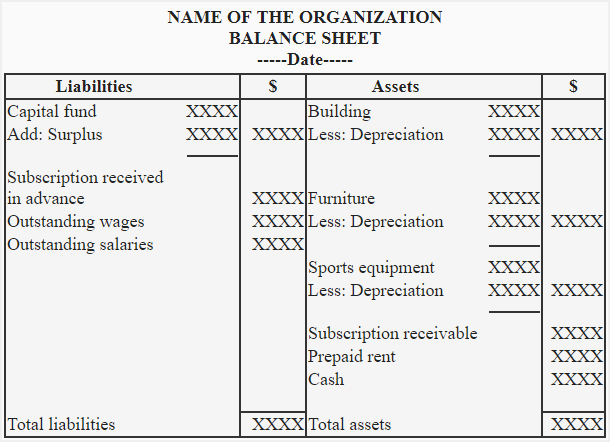 NAME OF THE ORGANIZATION
BALANCE SHEET
-----Date-----
Liabilities $ Assets $
Capital fund XXXX Building XXXX
Add: Surplus XXXX XXXX Less: Depreciation XXXX XXXX
Subscription received
in advance XXXX Furniture XXXX
Outstanding wages XXXX Less: Depreciation XXXX XXXX
Outstanding salaries XXXX
Sports equipment XXXX
Less: Depreciation XXXX XXXX
Subscription receivable XXXX
Prepaid rent XXXX
Cash XXXX
Total liabilities XXXX Total assets XXXX